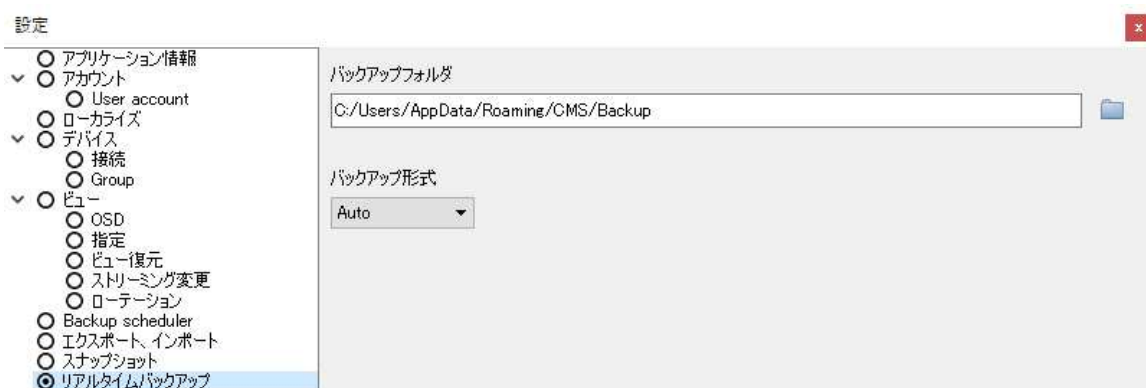 設定
x
アプリケーション情報
アカウント
User account
ローカライズ
デバイス
接続
Group
ビュー
OSD
指定
ビュー復元
ストリーミング変更
ローテーション
Backup scheduler
エクスポート、インポート
スナップショット
リアルタイムバックアップ
バックアップフォルダ
C:/Users/AppData/Roaming/CMS/Backup
バックアップ形式
Auto